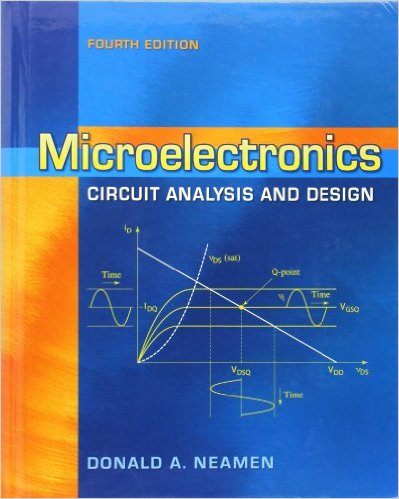 FOURTH EDITION
Microelectronics
CIRCUIT ANALYSIS AND DESIGN
iD
vDS (sat)
Q-point
Time
vi
Time
IDQ
VGSQ
VDSQ
VDD
vDS
Time
DONALD A. NEAMEN